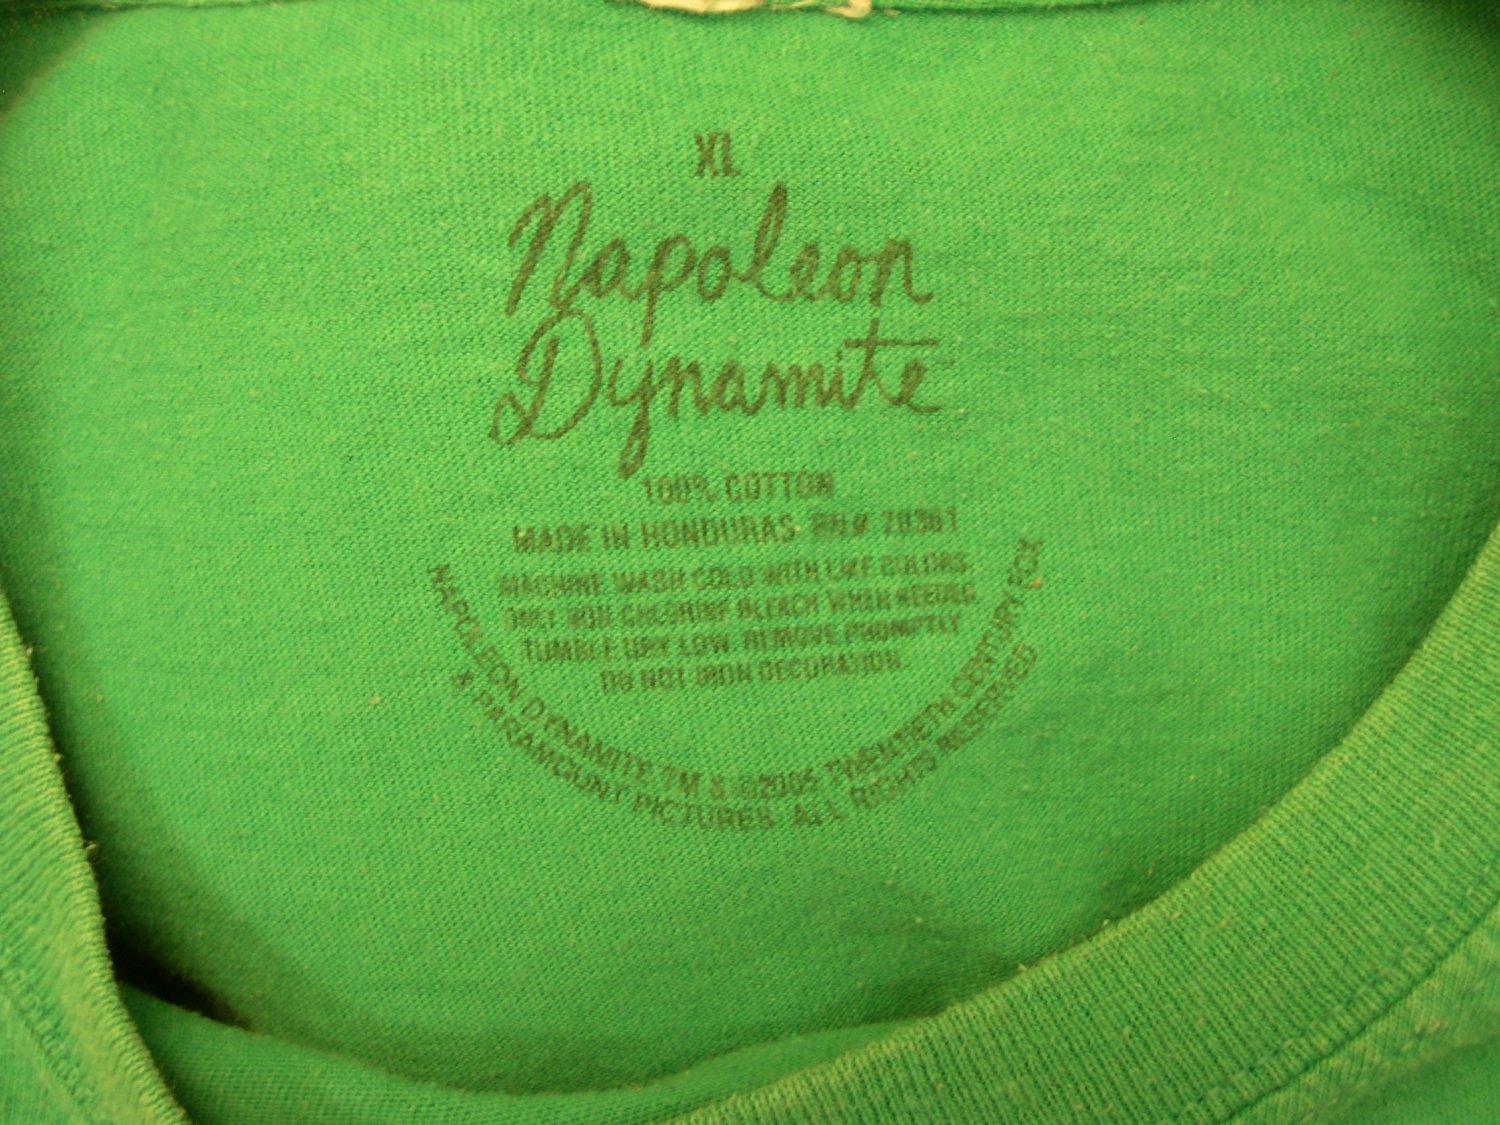 XL
Napoleon
Dynamite
100% COTTON
MADE IN HONDURAS RN# 70361
MACHINE WASH COLD WITH LIKE COLORS
ONLY NON-CHLORINE BLEACH WHEN NEEDED
TUMBLE DRY LOW. REMOVE PROMPTLY
DO NOT IRON DECORATION.
NAPOLEON DYNAMITE TM & ©2005 TWENTIETH CENTURY FOX
& PARAMOUNT PICTURES ALL RIGHTS RESERVED